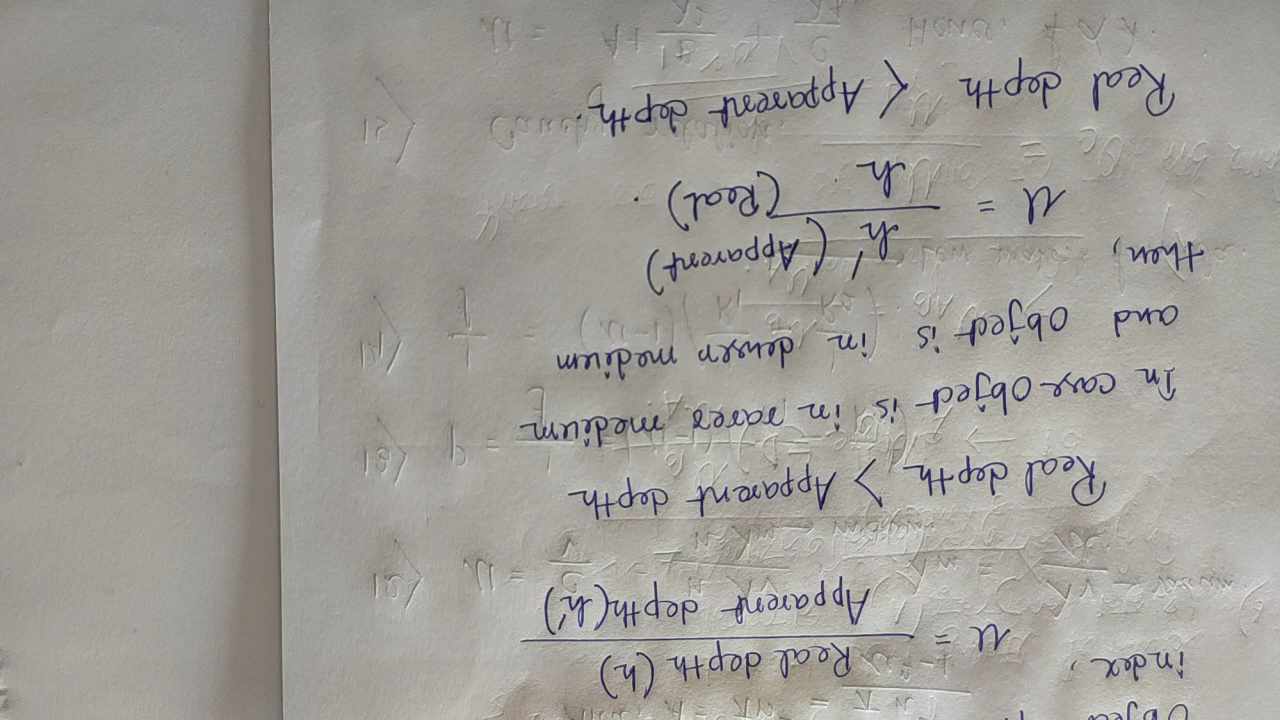 Object
index, μ = Real depth (h) / Apparent depth (h')
Real depth > Apparent depth
In case Object is in rarer medium
and object is in denser medium
then,
μ = h' (Apparent) / h (Real).
Real depth < Apparent depth.